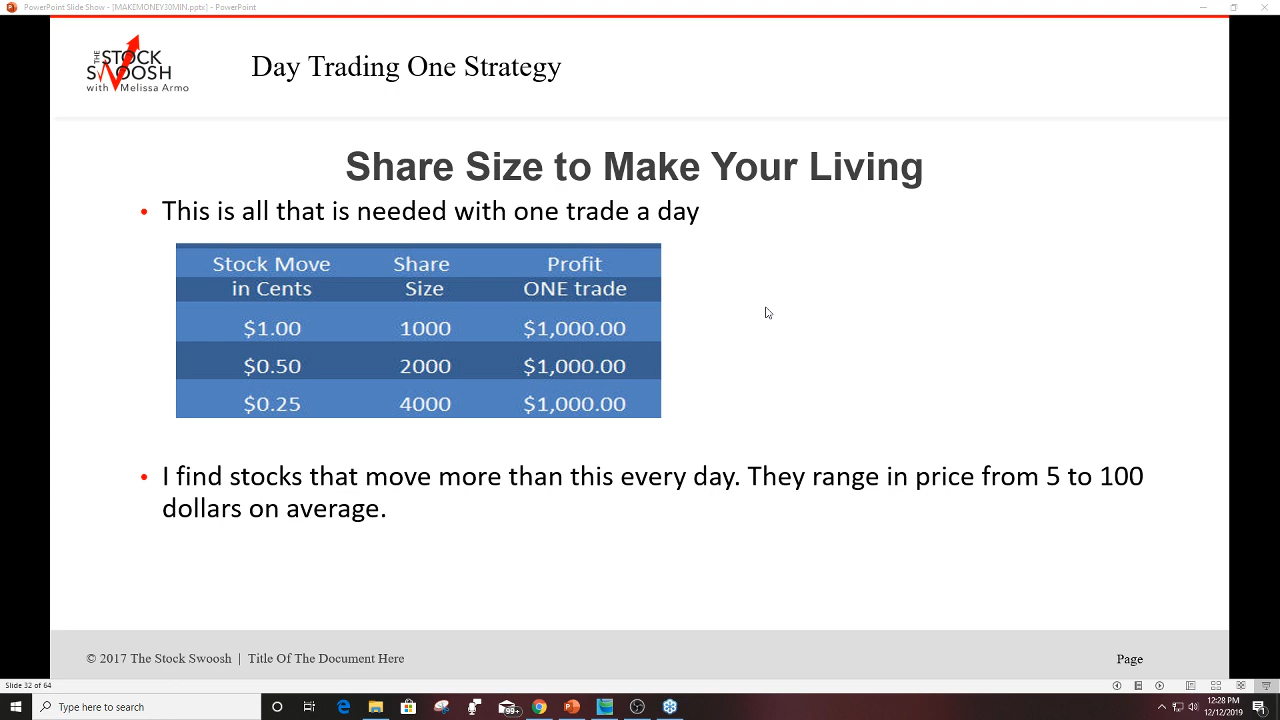 PowerPoint Slide Show - [MAKEMONEY30MIN.pptx] - PowerPoint
THE STOCK
SWOOSH
with Melissa Armo
Day Trading One Strategy
Share Size to Make Your Living
• This is all that is needed with one trade a day
Stock Move Share Profit
in Cents Size ONE trade
$1.00 1000 $1,000.00
$0.50 2000 $1,000.00
$0.25 4000 $1,000.00
• I find stocks that move more than this every day. They range in price from 5 to 100
dollars on average.
© 2017 The Stock Swoosh | Title Of The Document Here
Page
Slide 32 of 64
Type here to search
99+
12:28 PM
12/12/2019
1